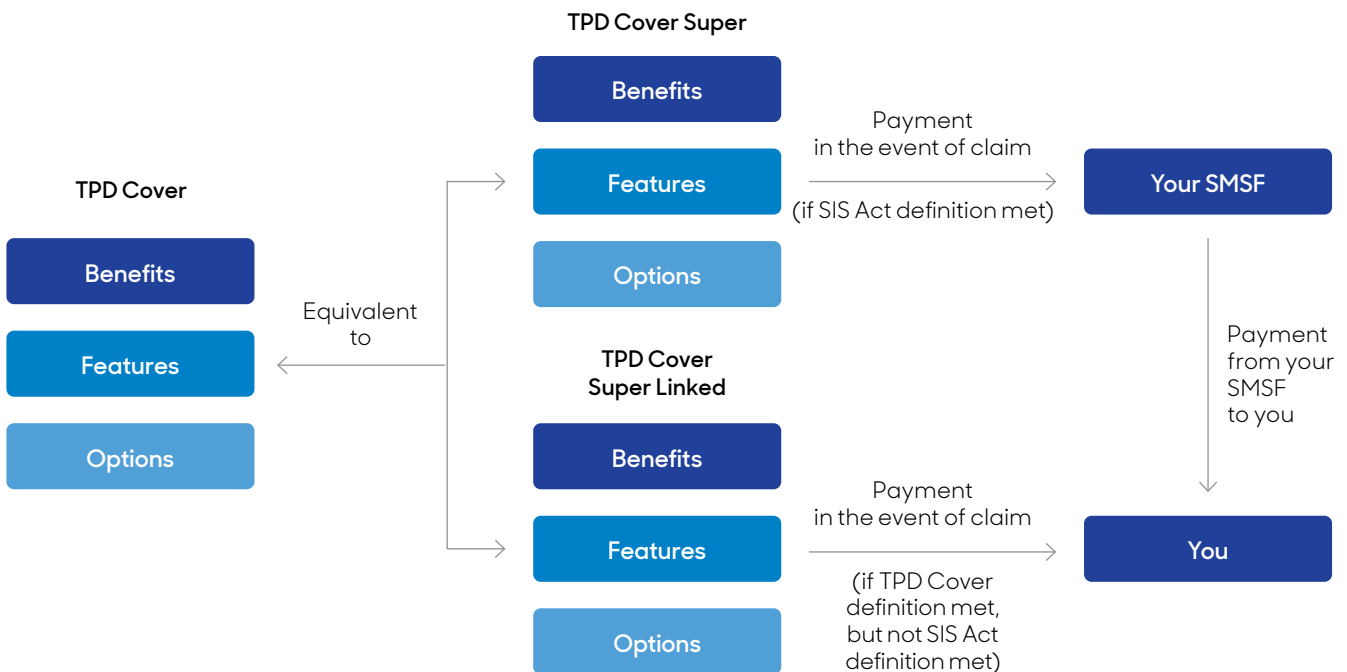 TPD Cover
Benefits
Features
Options
Equivalent
to
TPD Cover Super
Benefits
Features
Options
Payment
in the event of claim
(if SIS Act definition met)
Your SMSF
Payment
from your
SMSF
to you
TPD Cover
Super Linked
Benefits
Features
Options
Payment
in the event of claim
(if TPD Cover
definition met,
but not SIS Act
definition met)
You